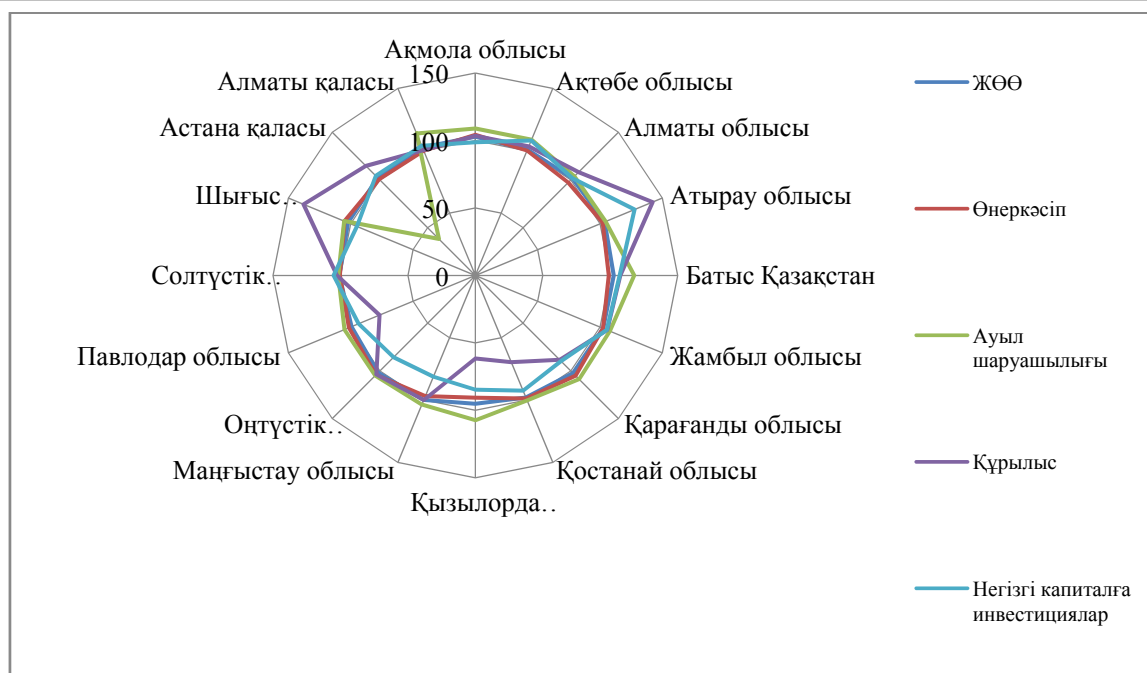 Ақмола облысы
150
Ақтөбе облысы
Алматы облысы
Атырау облысы
Батыс Қазақстан
Жамбыл облысы
Қарағанды облысы
Қостанай облысы
Қызылорда..
Маңғыстау облысы
Оңтүстік..
Павлодар облысы
Солтүстік..
Шығыс..
Астана қаласы
Алматы қаласы
100
50
0
ЖӨӨ
Өнеркәсіп
Ауыл
шаруашылығы
Құрылыс
Негізгі капиталға
инвестициялар